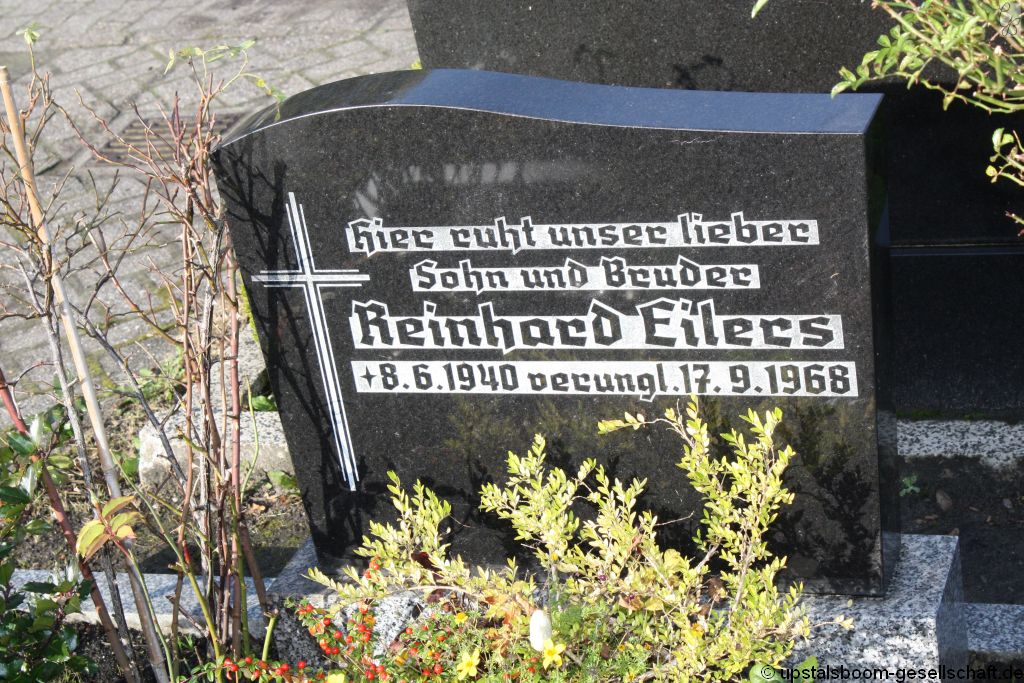 Hier ruht unser lieber
Sohn und Bruder
Reinhard Eilers
*8.6.1940 verungl.17.9.1968
© upstalsboom-gesellschaft.de